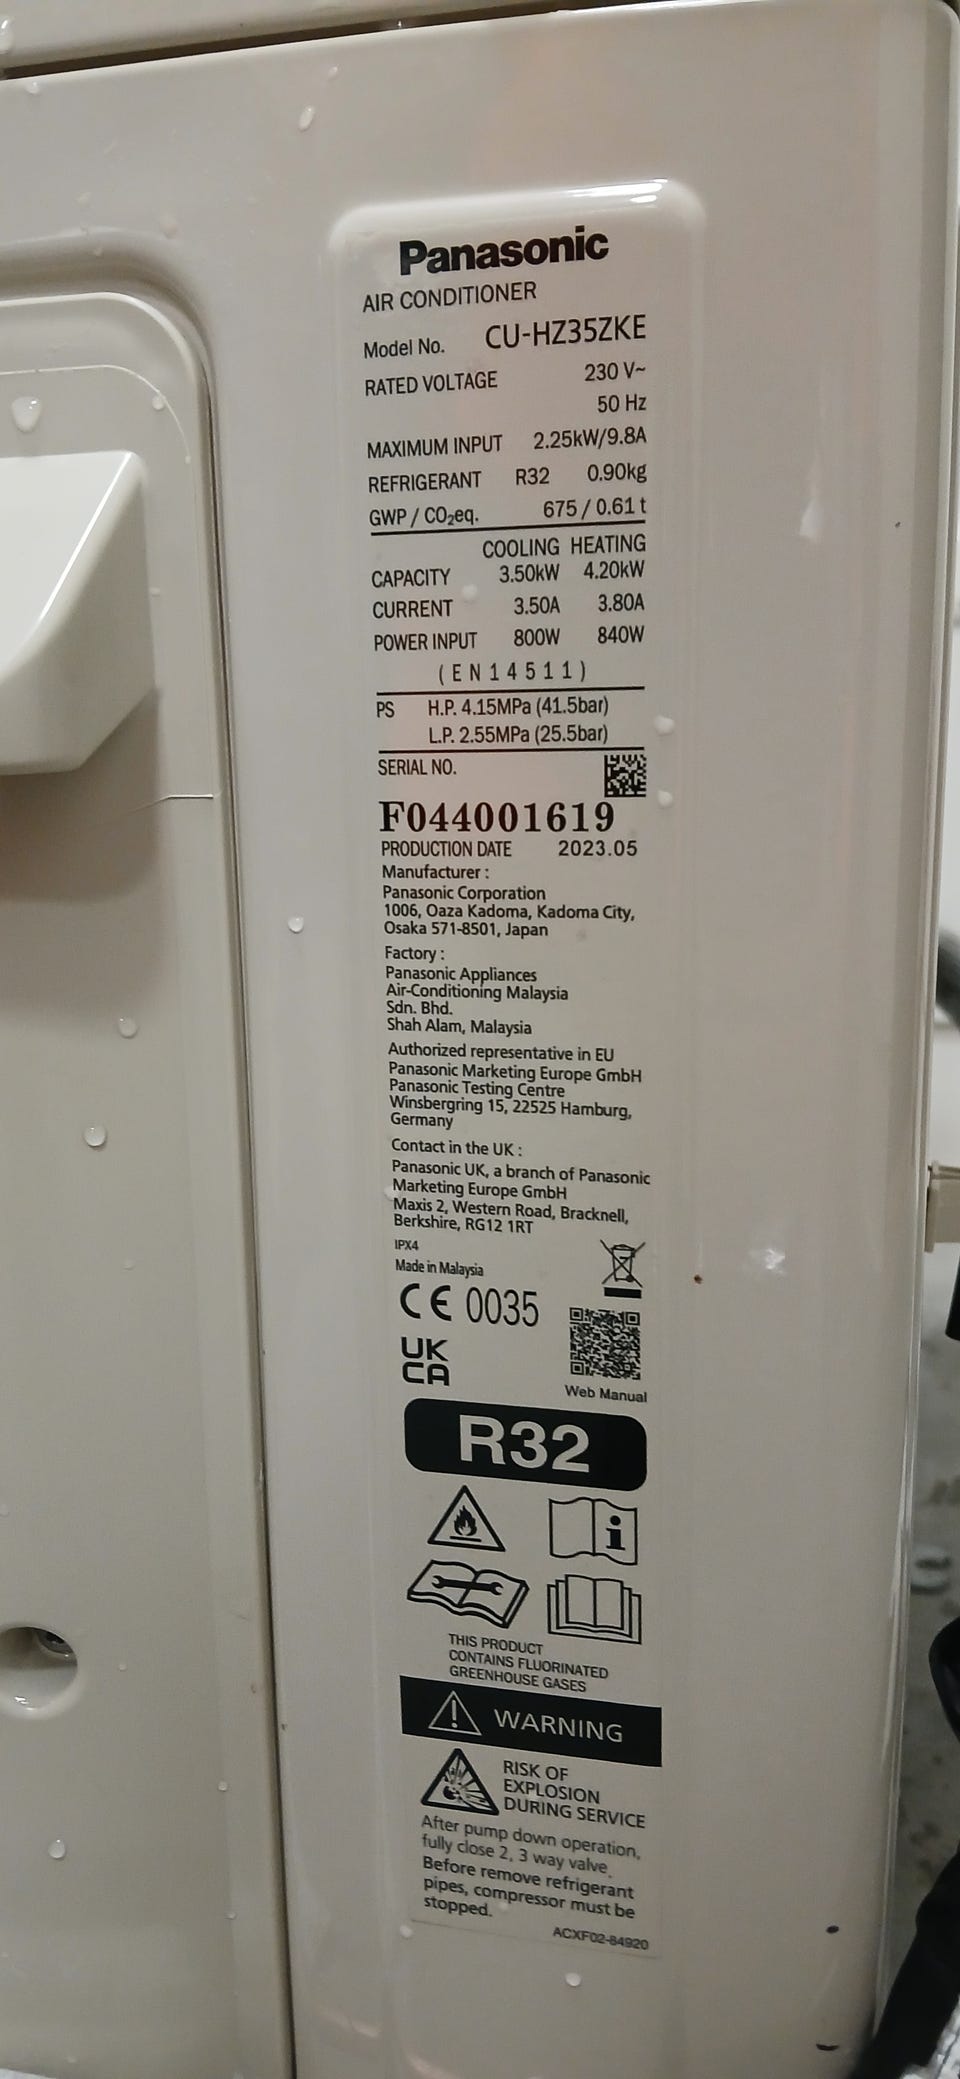 Panasonic
AIR CONDITIONER
Model No. CU-HZ35ZKE
RATED VOLTAGE 230 V~
50 Hz
MAXIMUM INPUT 2.25kW/9.8A
REFRIGERANT R32 0.90kg
GWP / CO₂eq. 675 / 0.61 t
COOLING HEATING
CAPACITY 3.50kW 4.20kW
CURRENT 3.50A 3.80A
POWER INPUT 800W 840W
(EN14511)
PS H.P. 4.15MPa (41.5bar)
L.P. 2.55MPa (25.5bar)
SERIAL NO.
F044001619
PRODUCTION DATE 2023.05
Manufacturer :
Panasonic Corporation
1006, Oaza Kadoma, Kadoma City,
Osaka 571-8501, Japan
Factory :
Panasonic Appliances
Air-Conditioning Malaysia
Sdn. Bhd.
Shah Alam, Malaysia
Authorized representative in EU
Panasonic Marketing Europe GmbH
Panasonic Testing Centre
Winsbergring 15, 22525 Hamburg,
Germany
Contact in the UK :
Panasonic UK, a branch of Panasonic
Marketing Europe GmbH
Maxis 2, Western Road, Bracknell,
Berkshire, RG12 1RT
IPX4
Made in Malaysia
CE 0035
UK
CA
Web Manual
R32
THIS PRODUCT
CONTAINS FLUORINATED
GREENHOUSE GASES
WARNING
RISK OF
EXPLOSION
DURING SERVICE
After pump down operation,
fully close 2, 3 way valve.
Before remove refrigerant
pipes, compressor must be
stopped.
ACXF02-84920